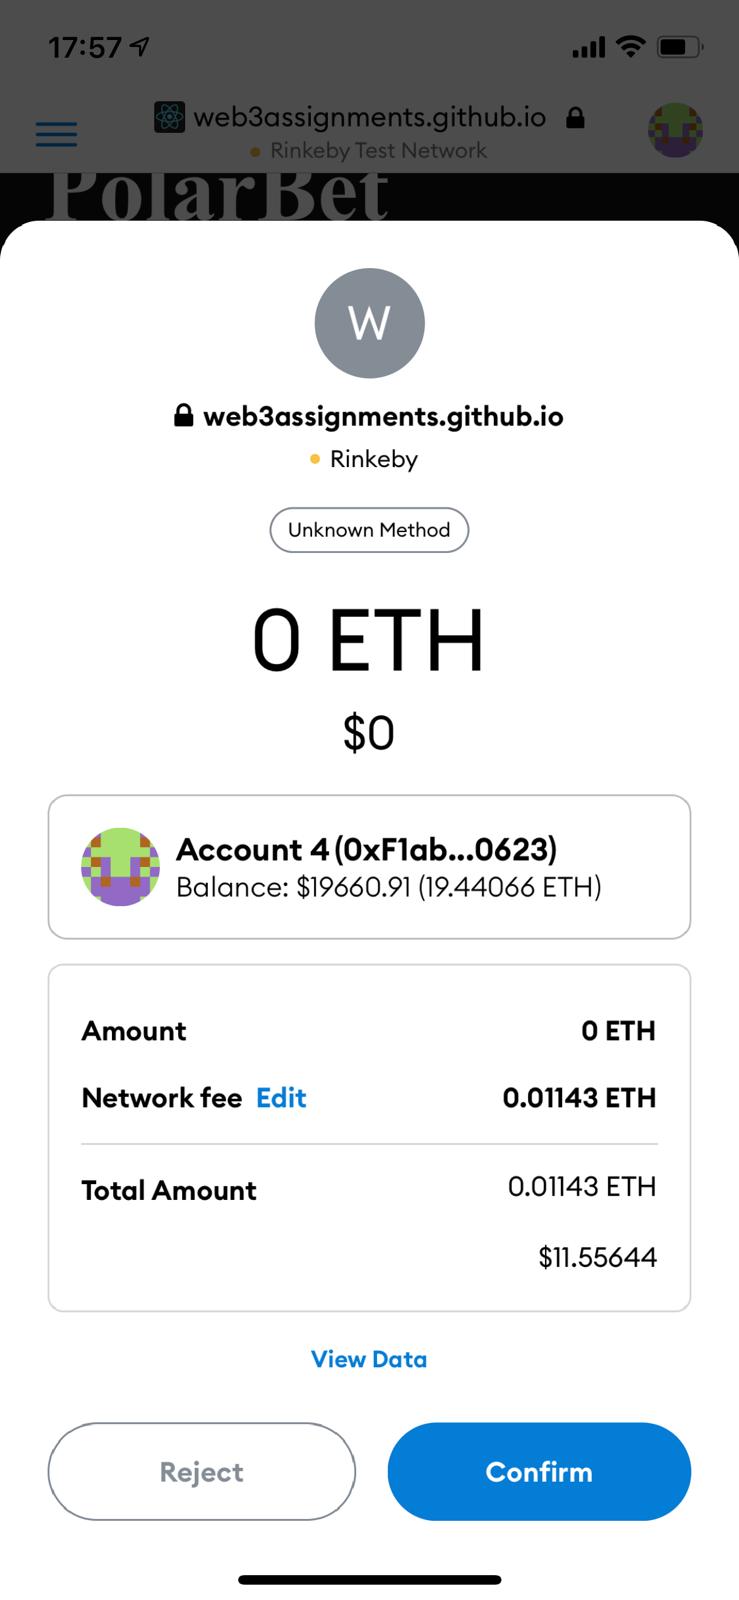 17:57
web3assignments.github.io
Rinkeby Test Network
PolarBet
W
web3assignments.github.io
Rinkeby
Unknown Method
0 ETH
$0
Account 4 (0xF1ab...0623)
Balance: $19660.91 (19.44066 ETH)
Amount 0 ETH
Network fee Edit 0.01143 ETH
Total Amount 0.01143 ETH
$11.55644
View Data
Reject Confirm